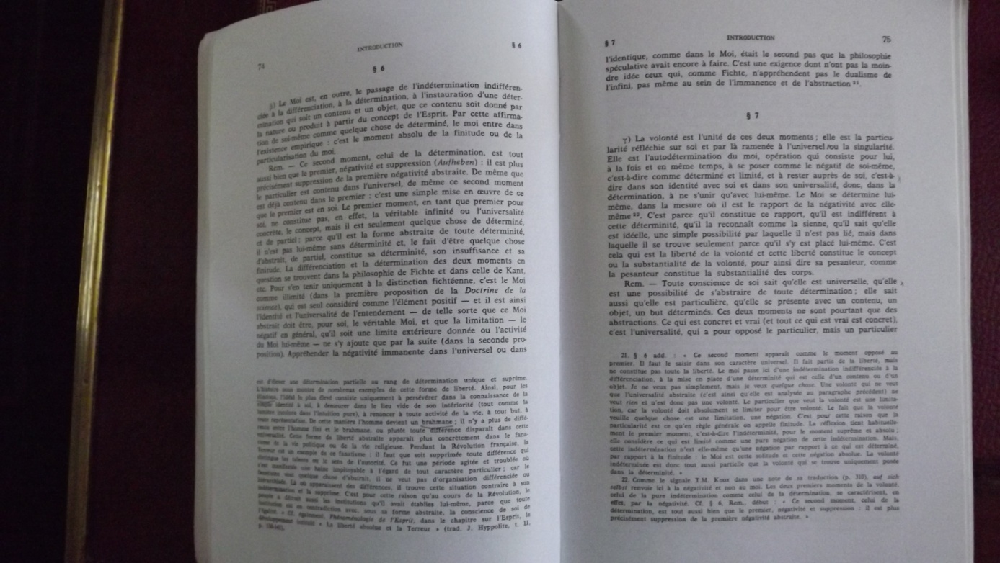 74
INTRODUCTION
§ 6
§ 6
β) Le Moi est, en outre, le passage de l'indétermination indifféren-
ciée à la différenciation, à la détermination, à l'instauration d'une déter-
mination qui soit un contenu et un objet, que ce contenu soit donné par
la nature ou produit à partir du concept de l'Esprit. Par cette affirma-
tion de soi-même comme quelque chose de déterminé, le moi entre dans
l'existence empirique : c'est le moment absolu de la finitude ou de la
particularisation du moi.
Rem. — Ce second moment, celui de la détermination, est tout
aussi bien que le premier, négativité et suppression (Aufheben) : il est plus
précisément suppression de la première négativité abstraite. De même que
le particulier est contenu dans l'universel, de même ce second moment
est déjà contenu dans le premier : c'est une simple mise en œuvre de ce
que le premier est en soi. Le premier moment, en tant que premier pour
soi, ne constitue pas, en effet, la véritable infinité ou l'universalité
concrète, le concept, mais il est seulement quelque chose de déterminé,
et de partiel ; parce qu'il est la forme abstraite de toute déterminité,
il n'est pas lui-même sans déterminité et, le fait d'être quelque chose
d'abstrait, de partiel, constitue sa déterminité, son insuffisance et sa
finitude. La différenciation et la détermination des deux moments en
question se trouvent dans la philosophie de Fichte et dans celle de Kant,
etc. Pour s'en tenir uniquement à la distinction fichtéenne, c'est le Moi
comme illimité (dans la première proposition de la Doctrine de la
science), qui est seul considéré comme l'élément positif — et il est ainsi
l'identité et l'universalité de l'entendement — de telle sorte que ce Moi
abstrait doit être, pour soi, le véritable Moi, et que la limitation — le
négatif en général, qu'il soit une limite extérieure donnée ou l'activité
du Moi lui-même — ne s'y ajoute que par la suite (dans la seconde pro-
position). Appréhender la négativité immanente dans l'universel ou dans
est d'élever une détermination partielle au rang de détermination unique et suprême.
L'histoire nous montre de nombreux exemples de cette forme de liberté. Ainsi, pour les
Hindous, l'idéal le plus élevé consiste uniquement à persévérer dans la connaissance de la
simple identité à soi, à demeurer dans le lieu vide de son intériorité (tout comme la
lumière incolore dans l'intuition pure), à renoncer à toute activité de la vie, à tout but, à
toute représentation. De cette manière l'homme devient un brahmane ; il n'y a plus de diffé-
rence entre l'homme fini et le brahmane, ou plutôt toute différence disparaît dans cette
universalité. Cette forme de liberté abstraite apparaît plus concrètement dans le fana-
tisme de la vie politique ou de la vie religieuse. Pendant la Révolution française, la
terreur est un exemple de ce fanatisme ; il faut que soit supprimée toute différence qui
distingue les talents ou le sens de l'autorité. Ce fut une période agitée et troublée où
s'est manifestée une haine impitoyable à l'égard de tout caractère particulier ; car le
fanatisme veut quelque chose d'abstrait, il ne veut pas d'organisation différenciée ou
hiérarchisée. Là où apparaissent des différences, il trouve cette situation contraire à son
indétermination et la supprime. C'est pour cette raison qu'au cours de la Révolution, le
peuple a détruit aussi les institutions qu'il avait établies lui-même, parce que toute
institution est en contradiction avec, sous sa forme abstraite, la conscience de soi de
l'égalité. » Cf. également, Phénoménologie de l'Esprit, dans le chapitre sur l'Esprit, le
développement intitulé « La liberté absolue et la Terreur » (trad. J. Hyppolite, t. II,
p. 130-141).
§ 7
INTRODUCTION
75
l'identique, comme dans le Moi, était le second pas que la philosophie
spéculative avait encore à faire. C'est une exigence dont n'ont pas la moin-
dre idée ceux qui, comme Fichte, n'appréhendent pas le dualisme de
l'infini, pas même au sein de l'immanence et de l'abstraction 21.
§ 7
γ) La volonté est l'unité de ces deux moments ; elle est la particu-
larité réfléchie sur soi et par là ramenée à l'universel ou la singularité.
Elle est l'autodétermination du moi, opération qui consiste pour lui,
à la fois et en même temps, à se poser comme le négatif de soi-même,
c'est-à-dire comme déterminé et limité, et à rester auprès de soi, c'est-à-
dire dans son identité avec soi et dans son universalité, donc, dans la
détermination, à ne s'unir qu'avec lui-même. Le Moi se détermine lui-
même, dans la mesure où il est le rapport de la négativité avec elle-
même 22. C'est parce qu'il constitue ce rapport, qu'il est indifférent à
cette déterminité, qu'il la reconnaît comme la sienne, qu'il sait qu'elle
est idéelle, une simple possibilité par laquelle il n'est pas lié, mais dans
laquelle il se trouve seulement parce qu'il s'y est placé lui-même. C'est
cela qui est la liberté de la volonté et cette liberté constitue le concept
ou la substantialité de la volonté, pour ainsi dire sa pesanteur, comme
la pesanteur constitue la substantialité des corps.
Rem. — Toute conscience de soi sait qu'elle est universelle, qu'elle
est une possibilité de s'abstraire de toute détermination ; elle sait
aussi qu'elle est particulière, qu'elle se présente avec un contenu, un
objet, un but déterminés. Ces deux moments ne sont pourtant que des
abstractions. Ce qui est concret et vrai (et tout ce qui est vrai est concret),
c'est l'universalité, qui a pour opposé le particulier, mais un particulier
21. § 6 add. : « Ce second moment apparaît comme le moment opposé au
premier. Il faut le saisir dans son caractère universel. Il fait partie de la liberté, mais
ne constitue pas toute la liberté. Le moi passe ici d'une indétermination indifférenciée à la
différenciation, à la mise en place d'une déterminité qui est celle d'un contenu ou d'un
objet. Je ne veux pas simplement, mais je veux quelque chose. Une volonté qui ne veut
que l'universalité abstraite (c'est ainsi qu'elle est analysée au paragraphe précédent) ne
veut rien et n'est donc pas une volonté. Le particulier que veut la volonté est une limita-
tion, car la volonté doit absolument se limiter pour être volonté. Le fait que la volonté
veuille quelque chose est une limitation, une négation. C'est pour cette raison que la
particularité est ce qu'en règle générale on appelle finitude. La réflexion tient habituelle-
ment le premier moment, c'est-à-dire l'indéterminité, pour le moment suprême et absolu ;
elle considère ce qui est limité comme une pure négation de cette indétermination. Mais,
cette indétermination n'est elle-même qu'une négation par rapport à ce qui est déterminé,
par rapport à la finitude : le Moi est cette solitude et cette négation absolue. La volonté
indéterminée est donc tout aussi partielle que la volonté qui se trouve uniquement posée
dans la déterminité. »
22. Comme le signale T.M. Knox dans une note de sa traduction (p. 310), auf sich
selbst renvoie ici à la négativité et non au moi. Les deux premiers moments de la volonté,
celui de la pure indétermination comme celui de la détermination, se caractérisent, en
effet, par la négativité. Cf. § 6, Rem., début : « Ce second moment, celui de la
détermination, est tout aussi bien que le premier, négativité et suppression ; il est plus
précisément suppression de la première négativité abstraite. »